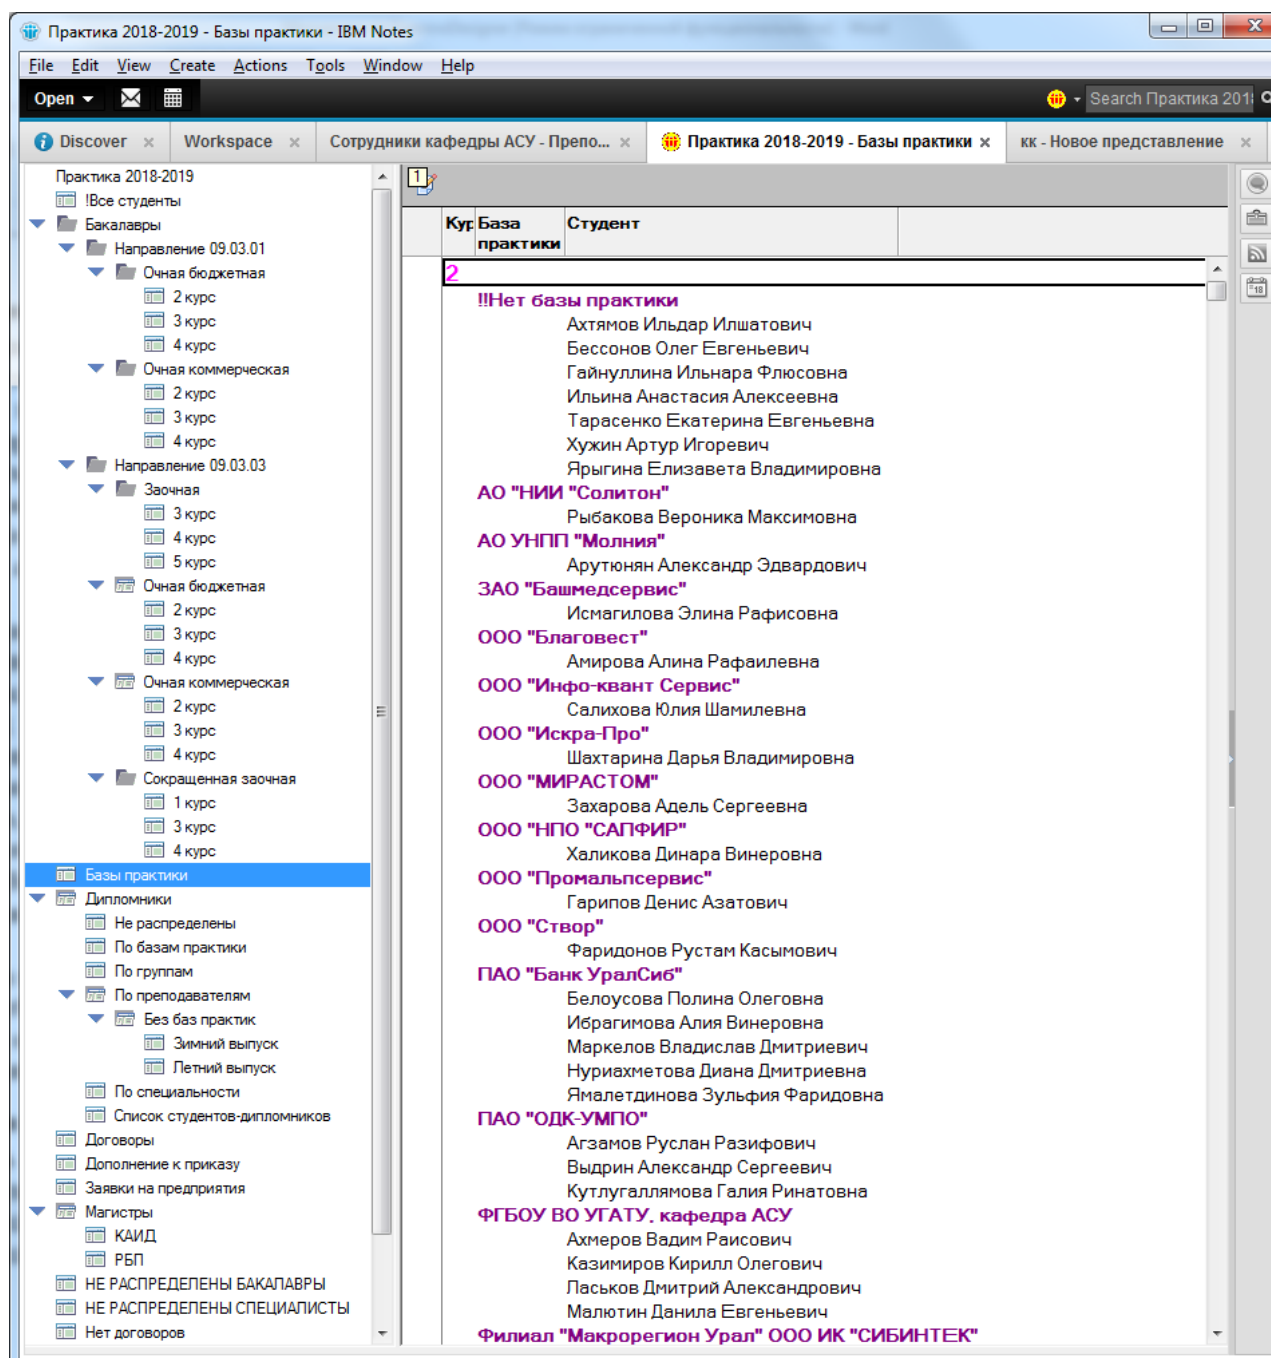 Практика 2018-2019 - Базы практики - IBM Notes
File Edit View Create Actions Tools Window Help
Open
Search Практика 201
Discover Workspace Сотрудники кафедры АСУ - Препо... Практика 2018-2019 - Базы практики кк - Новое представление
Практика 2018-2019
!Все студенты
Бакалавры
Направление 09.03.01
Очная бюджетная
2 курс
3 курс
4 курс
Очная коммерческая
2 курс
3 курс
4 курс
Направление 09.03.03
Заочная
3 курс
4 курс
5 курс
Очная бюджетная
2 курс
3 курс
4 курс
Очная коммерческая
2 курс
3 курс
4 курс
Сокращенная заочная
1 курс
3 курс
4 курс
Базы практики
Дипломники
Не распределены
По базам практики
По группам
По преподавателям
Без баз практик
Зимний выпуск
Летний выпуск
По специальности
Список студентов-дипломников
Договоры
Дополнение к приказу
Заявки на предприятия
Магистры
КАИД
РБП
НЕ РАСПРЕДЕЛЕНЫ БАКАЛАВРЫ
НЕ РАСПРЕДЕЛЕНЫ СПЕЦИАЛИСТЫ
Нет договоров
1
Кур База Студент
практики
2
!!Нет базы практики
Ахтямов Ильдар Илшатович
Бессонов Олег Евгеньевич
Гайнуллина Ильнара Флюсовна
Ильина Анастасия Алексеевна
Тарасенко Екатерина Евгеньевна
Хужин Артур Игоревич
Ярыгина Елизавета Владимировна
АО "НИИ "Солитон"
Рыбакова Вероника Максимовна
АО УНПП "Молния"
Арутюнян Александр Эдвардович
ЗАО "Башмедсервис"
Исмагилова Элина Рафисовна
ООО "Благовест"
Амирова Алина Рафаилевна
ООО "Инфо-квант Сервис"
Салихова Юлия Шамилевна
ООО "Искра-Про"
Шахтарина Дарья Владимировна
ООО "МИРАСТОМ"
Захарова Адель Сергеевна
ООО "НПО "САПФИР"
Халикова Динара Винеровна
ООО "Промальпсервис"
Гарипов Денис Азатович
ООО "Створ"
Фаридонов Рустам Касымович
ПАО "Банк УралСиб"
Белоусова Полина Олеговна
Ибрагимова Алия Винеровна
Маркелов Владислав Дмитриевич
Нуриахметова Диана Дмитриевна
Ямалетдинова Зульфия Фаридовна
ПАО "ОДК-УМПО"
Агзамов Руслан Разифович
Выдрин Александр Сергеевич
Кутлугаллямова Галия Ринатовна
ФГБОУ ВО УГАТУ, кафедра АСУ
Ахмеров Вадим Раисович
Казимиров Кирилл Олегович
Ласьков Дмитрий Александрович
Малютин Данила Евгеньевич
Филиал "Макрорегион Урал" ООО ИК "СИБИНТЕК"
18